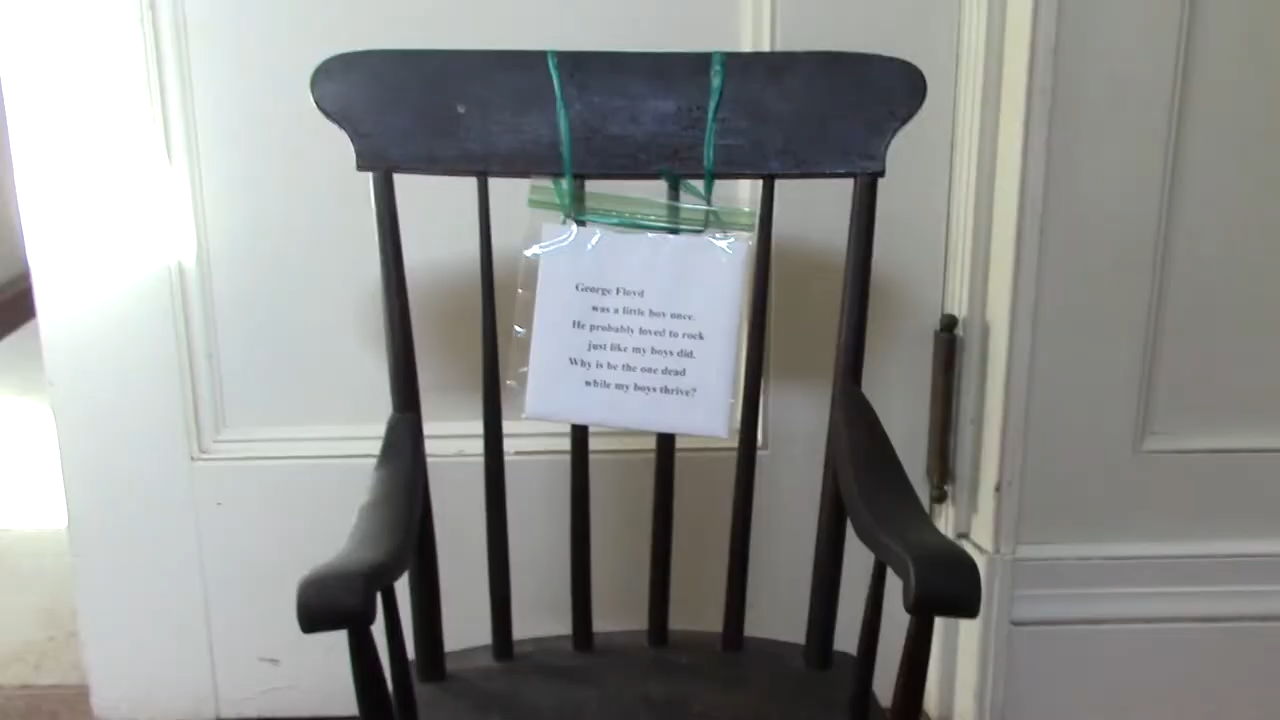 George Floyd
was a little boy once.
He probably loved to rock
just like my boys did.
Why is he the one dead
while my boys thrive?